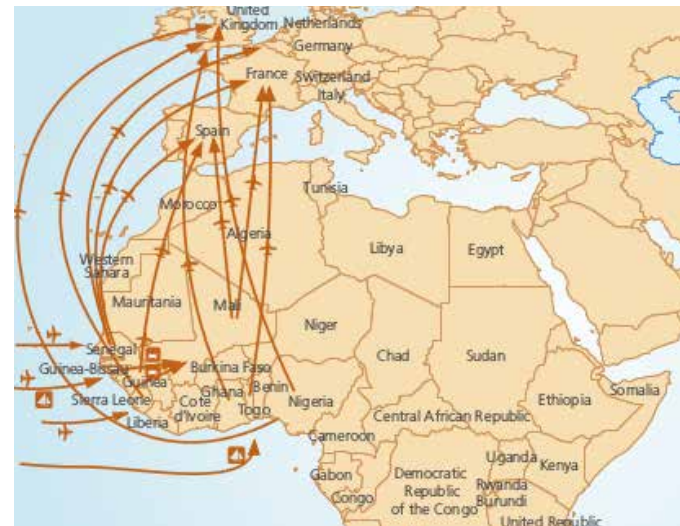 United
Kingdom
Netherlands
Germany
France
Switzerland
Italy
Spain
Tunisia
Morocco
Algeria
Libya
Egypt
Western
Sahara
Mauritania
Mali
Niger
Chad
Sudan
Senegal
Guinea-Bissau
Guinea
Burkina Faso
Benin
Ghana
Sierra Leone
Cote
d'Ivoire
Togo
Liberia
Nigeria
Ethiopia
Somalia
Central African Republic
Cameroon
Uganda
Kenya
Gabon
Congo
Democratic
Republic
of the Congo
Rwanda
Burundi
United Republic